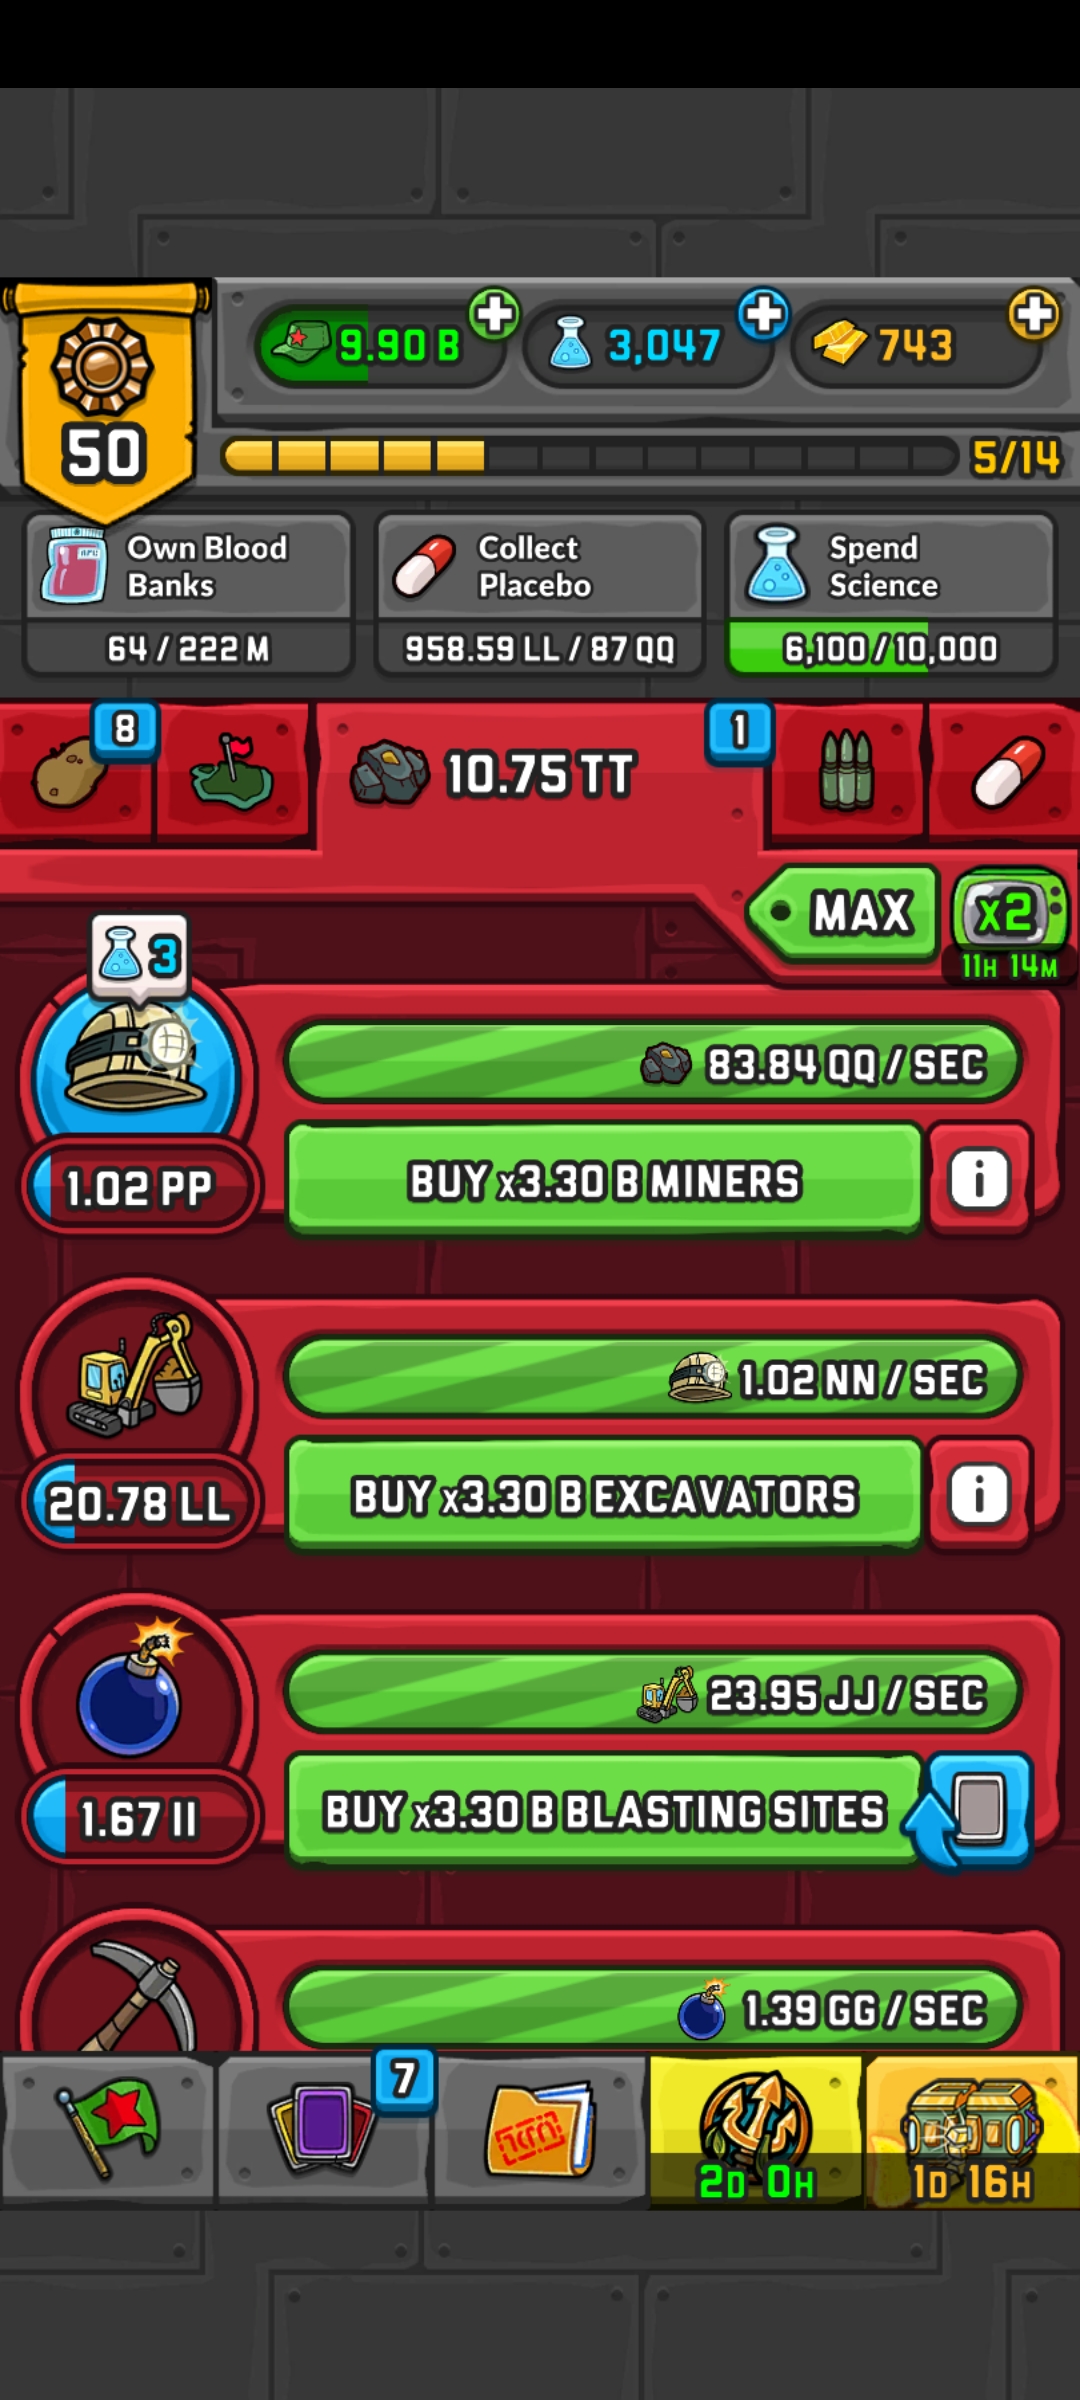 9.90 B
3,047
743
50
5/14
Own Blood
Banks
64 / 222 M
Collect
Placebo
958.59 LL / 87 QQ
Spend
Science
6,100 / 10,000
8
10.75 TT
1
MAX
x2
11H 14M
3
83.84 QQ / SEC
1.02 PP
BUY x3.30 B MINERS
i
1.02 NN / SEC
20.78 LL
BUY x3.30 B EXCAVATORS
i
23.95 JJ / SEC
1.67 II
BUY x3.30 B BLASTING SITES
1.39 GG / SEC
7
2D 0H
1D 16H